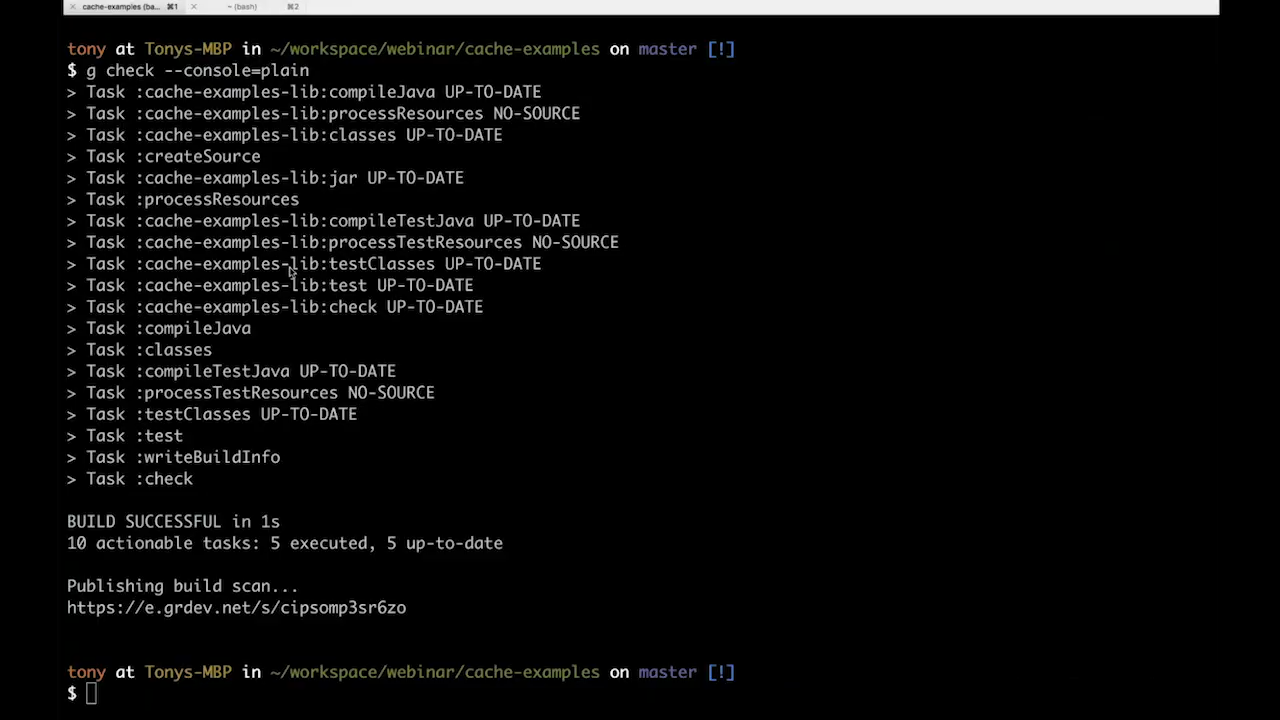 cache-examples (ba... ⌘1 ~ (bash) ⌘2
tony at Tonys-MBP in ~/workspace/webinar/cache-examples on master [!]
$ g check --console=plain
> Task :cache-examples-lib:compileJava UP-TO-DATE
> Task :cache-examples-lib:processResources NO-SOURCE
> Task :cache-examples-lib:classes UP-TO-DATE
> Task :createSource
> Task :cache-examples-lib:jar UP-TO-DATE
> Task :processResources
> Task :cache-examples-lib:compileTestJava UP-TO-DATE
> Task :cache-examples-lib:processTestResources NO-SOURCE
> Task :cache-examples-lib:testClasses UP-TO-DATE
> Task :cache-examples-lib:test UP-TO-DATE
> Task :cache-examples-lib:check UP-TO-DATE
> Task :compileJava
> Task :classes
> Task :compileTestJava UP-TO-DATE
> Task :processTestResources NO-SOURCE
> Task :testClasses UP-TO-DATE
> Task :test
> Task :writeBuildInfo
> Task :check
BUILD SUCCESSFUL in 1s
10 actionable tasks: 5 executed, 5 up-to-date
Publishing build scan...
https://e.grdev.net/s/cipsomp3sr6zo
tony at Tonys-MBP in ~/workspace/webinar/cache-examples on master [!]
$